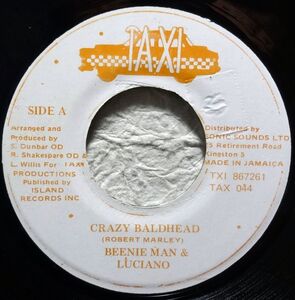 TAXI
SIDE A
Arranged and
Produced by
S. Dunbar OD
R. Shakespare OD &
L. Willis For TAXI
PRODUCTIONS
Published by
ISLAND
RECORDS INC
Distributed by
SONIC SOUNDS LTD
25 Retirement Road
Kingston 5
MADE IN JAMAICA
TXI 867261
TAX 044
CRAZY BALDHEAD
(ROBERT MARLEY)
BEENIE MAN &
LUCIANO